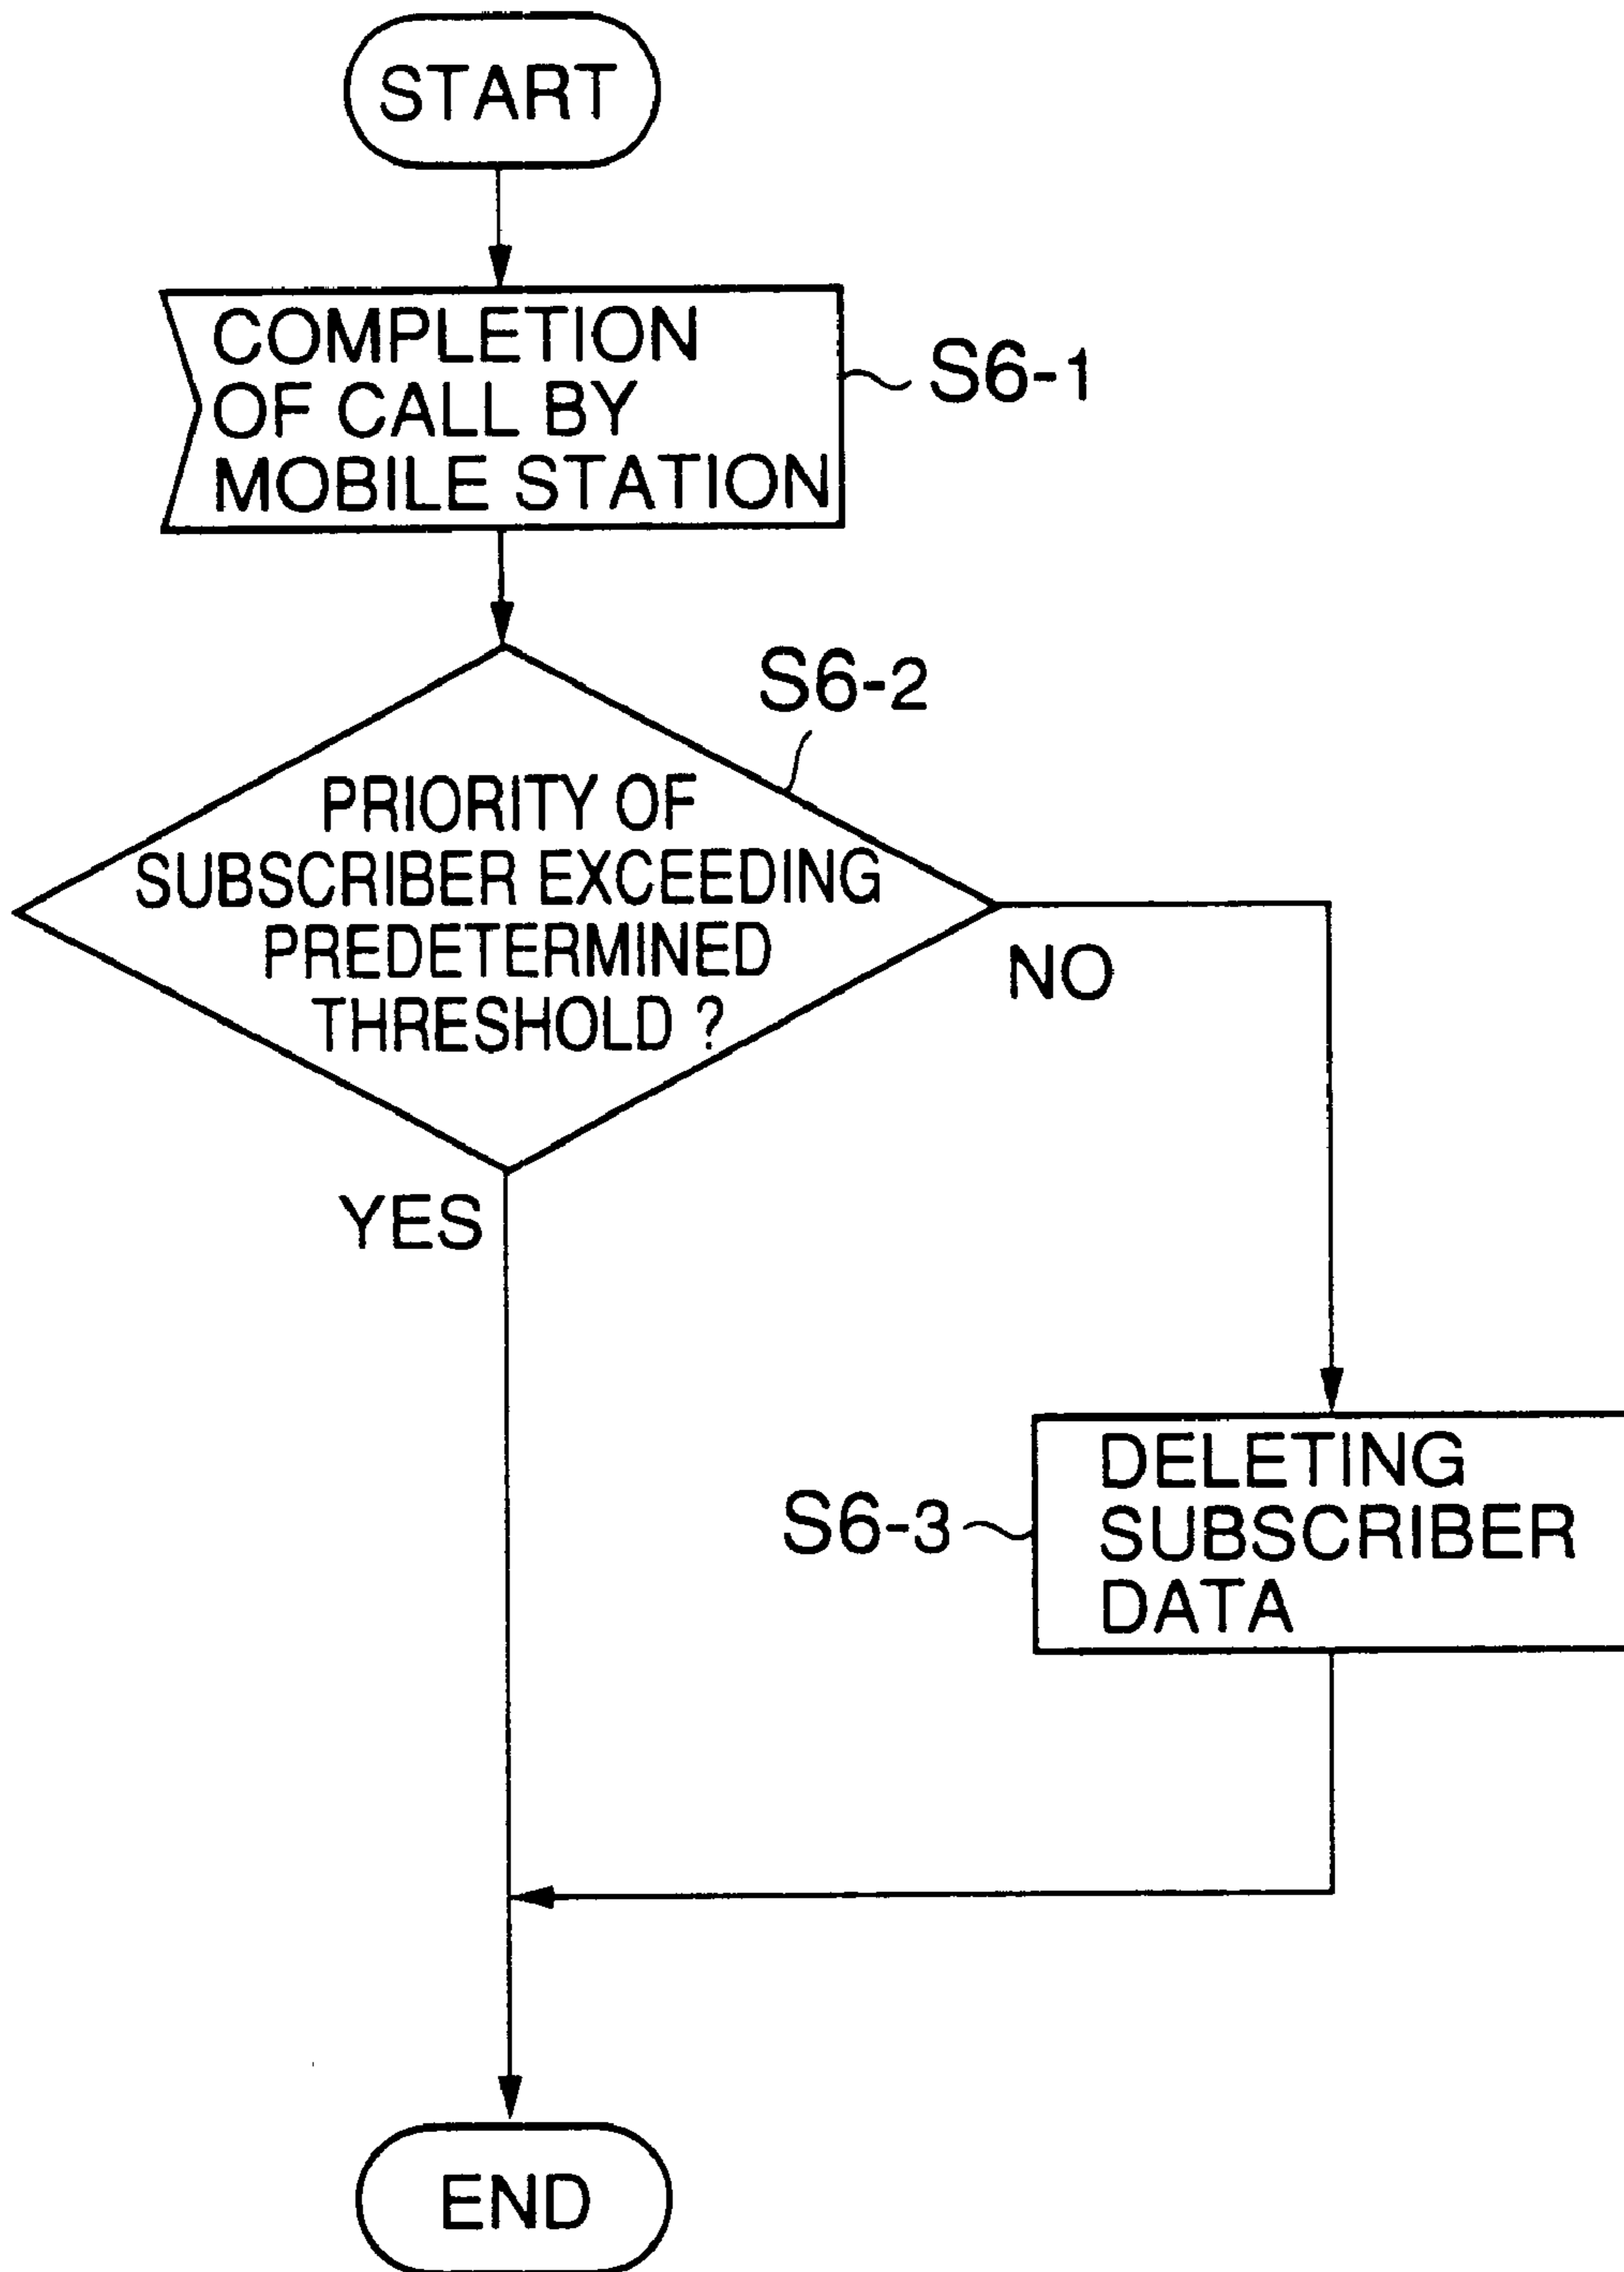 START
COMPLETION
OF CALL BY
MOBILE STATION
S6-1
S6-2
PRIORITY OF
SUBSCRIBER EXCEEDING
PREDETERMINED
THRESHOLD ?
NO
YES
DELETING
SUBSCRIBER
DATA
S6-3
END